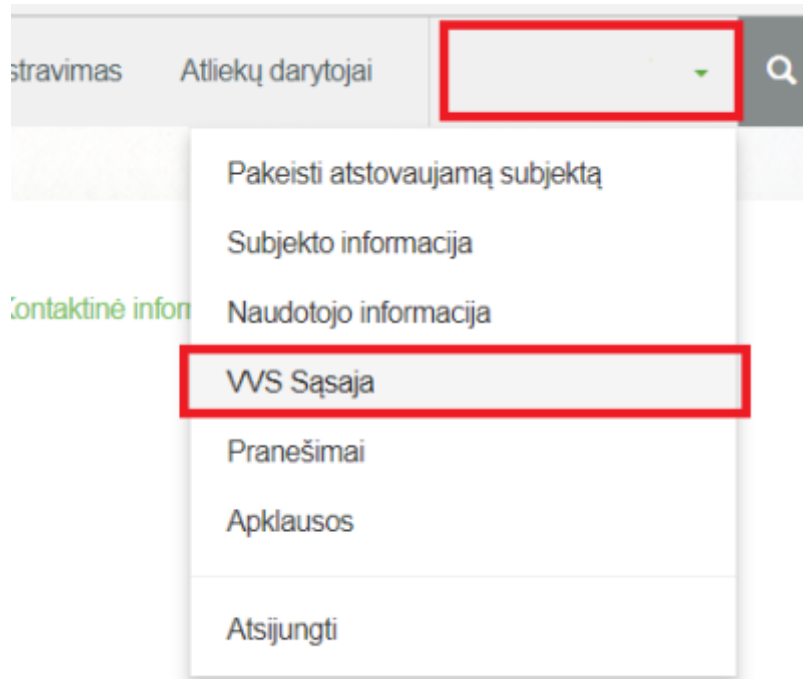 stravimas Atliekų darytojai
Pakeisti atstovaujamą subjektą
Subjekto informacija
Kontaktinė infor
Naudotojo informacija
VVS Sąsaja
Pranešimai
Apklausos
Atsijungti